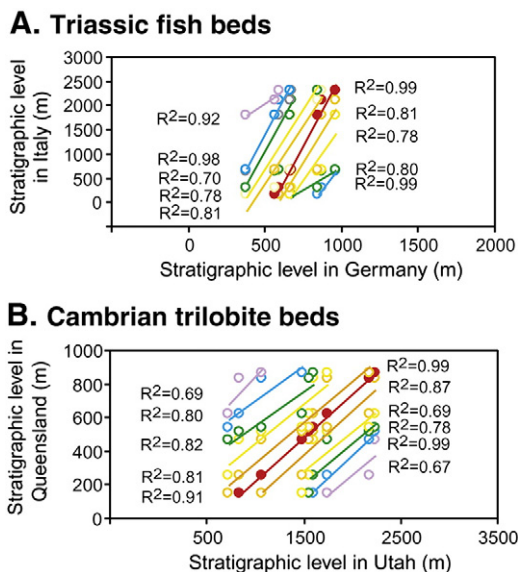 A. Triassic fish beds
Stratigraphic level
in Italy (m)
3000
2500
2000
1500
1000
500
0
R2=0.92
R2=0.98
R2=0.70
R2=0.78
R2=0.81
R2=0.99
R2=0.81
R2=0.78
R2=0.80
R2=0.99
0
500
1000
1500
2000
Stratigraphic level in Germany (m)
B. Cambrian trilobite beds
Stratigraphic level in
Queensland (m)
1000
800
600
400
200
0
R2=0.69
R2=0.80
R2=0.82
R2=0.81
R2=0.91
R2=0.99
R2=0.87
R2=0.69
R2=0.78
R2=0.99
R2=0.67
500
1500
2500
3500
Stratigraphic level in Utah (m)